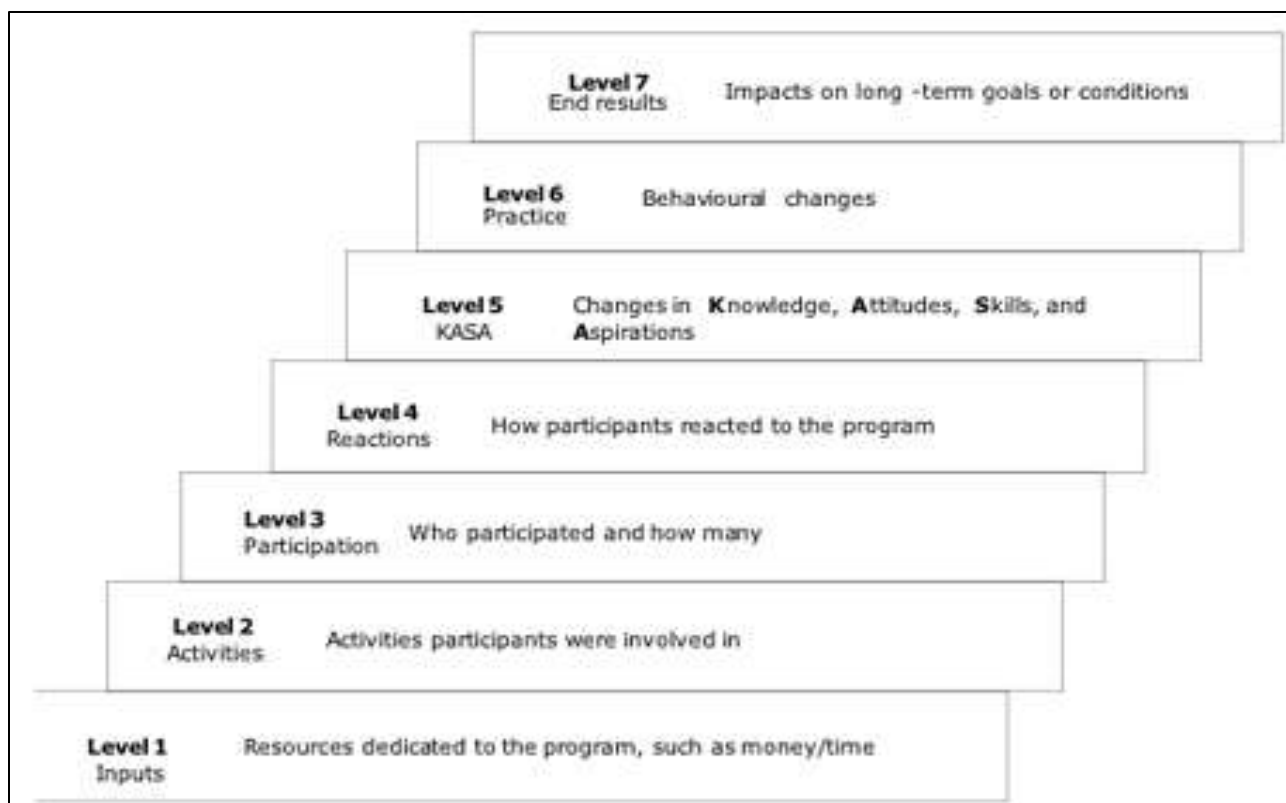 Level 7
End results
Impacts on long -term goals or conditions
Level 6
Practice
Behavioural changes
Level 5
KASA
Changes in Knowledge, Attitudes, Skills, and
Aspirations
Level 4
Reactions
How participants reacted to the program
Level 3
Participation
Who participated and how many
Level 2
Activities
Activities participants were involved in
Level 1
Inputs
Resources dedicated to the program, such as money/time